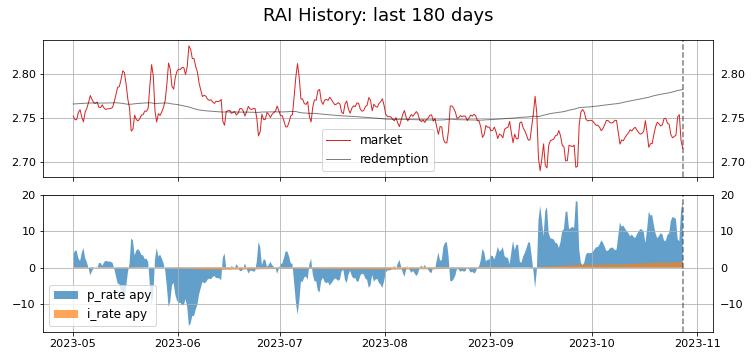 RAI History: last 180 days
2.80
2.75
2.70
2.80
2.75
2.70
market
redemption
20
10
0
−10
20
10
0
−10
p_rate apy
i_rate apy
2023-05 2023-06 2023-07 2023-08 2023-09 2023-10 2023-11